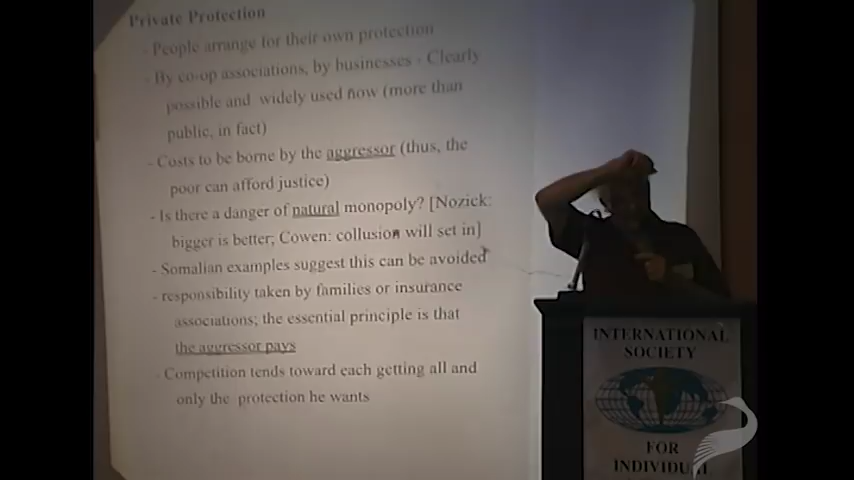 Private Protection
- People arrange for their own protection
- By co-op associations, by businesses - Clearly
possible and widely used now (more than
public, in fact)
- Costs to be borne by the aggressor (thus, the
poor can afford justice)
- Is there a danger of natural monopoly? [Nozick:
bigger is better; Cowen: collusion will set in]
- Somalian examples suggest this can be avoided
- responsibility taken by families or insurance
associations; the essential principle is that
the aggressor pays
- Competition tends toward each getting all and
only the protection he wants
INTERNATIONAL
SOCIETY
FOR
INDIVIDUAL